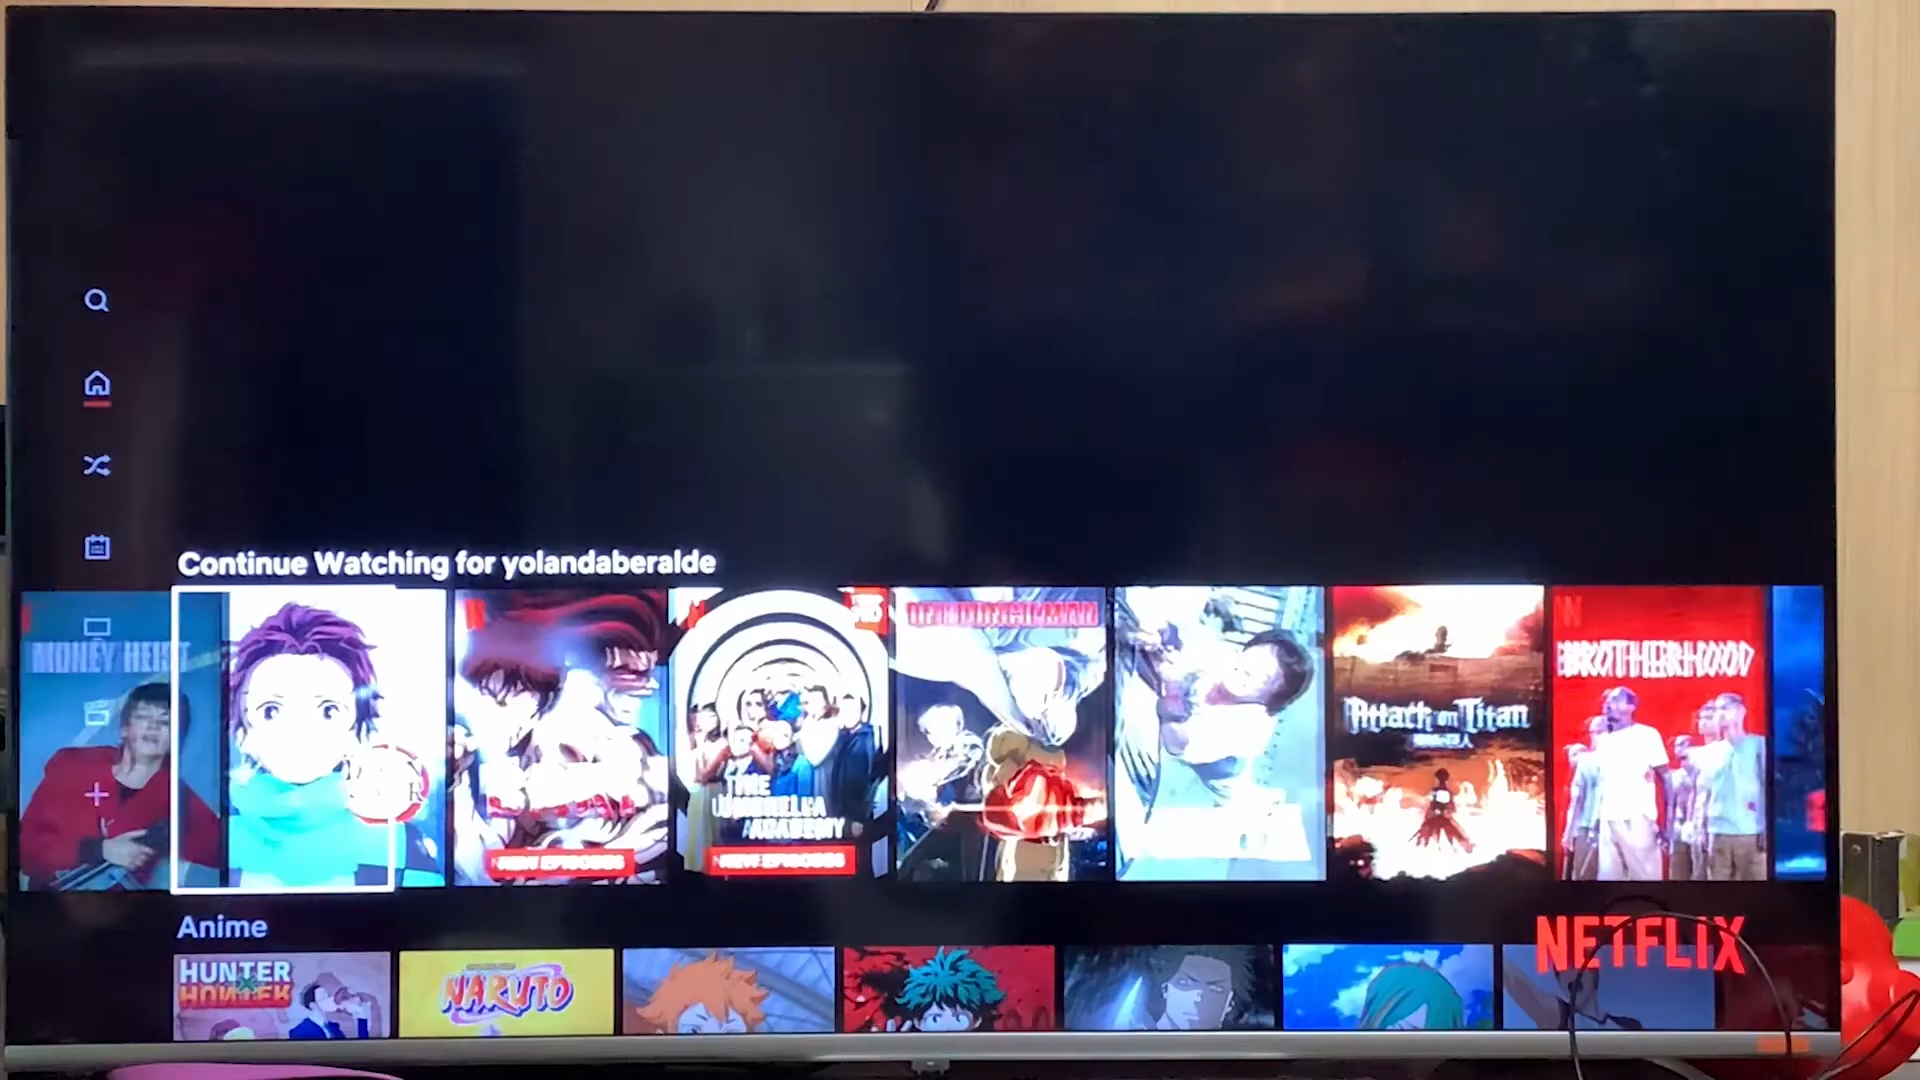 Continue Watching for yolandaberalde
MONEY HEIST
NEW EPISODES
THE
UMBRELLA
ACADEMY
NEW EPISODES
Attack on Titan
BROTHERHOOD
Anime
NETFLIX
HUNTER
NARUTO